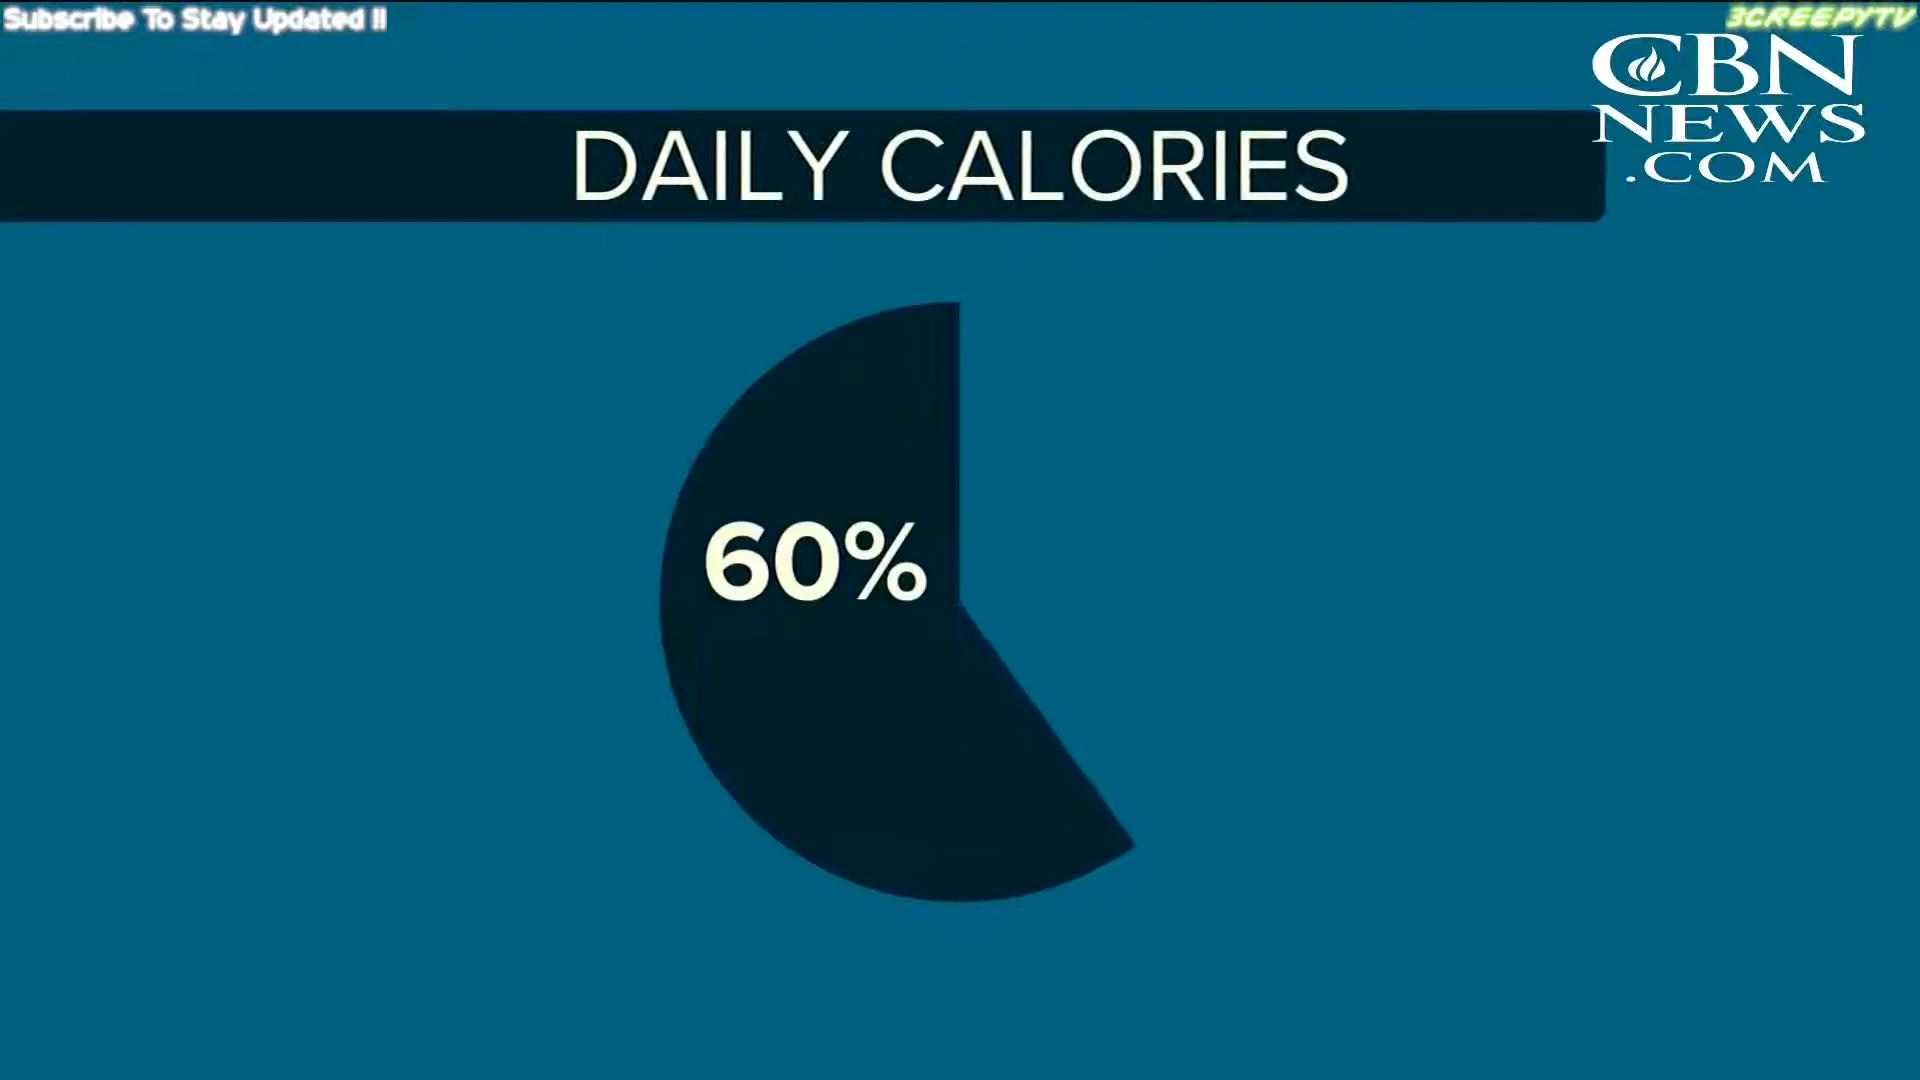 Subscribe To Stay Updated !!
3CREEPYTV
CBN
NEWS
.COM
DAILY CALORIES
60%